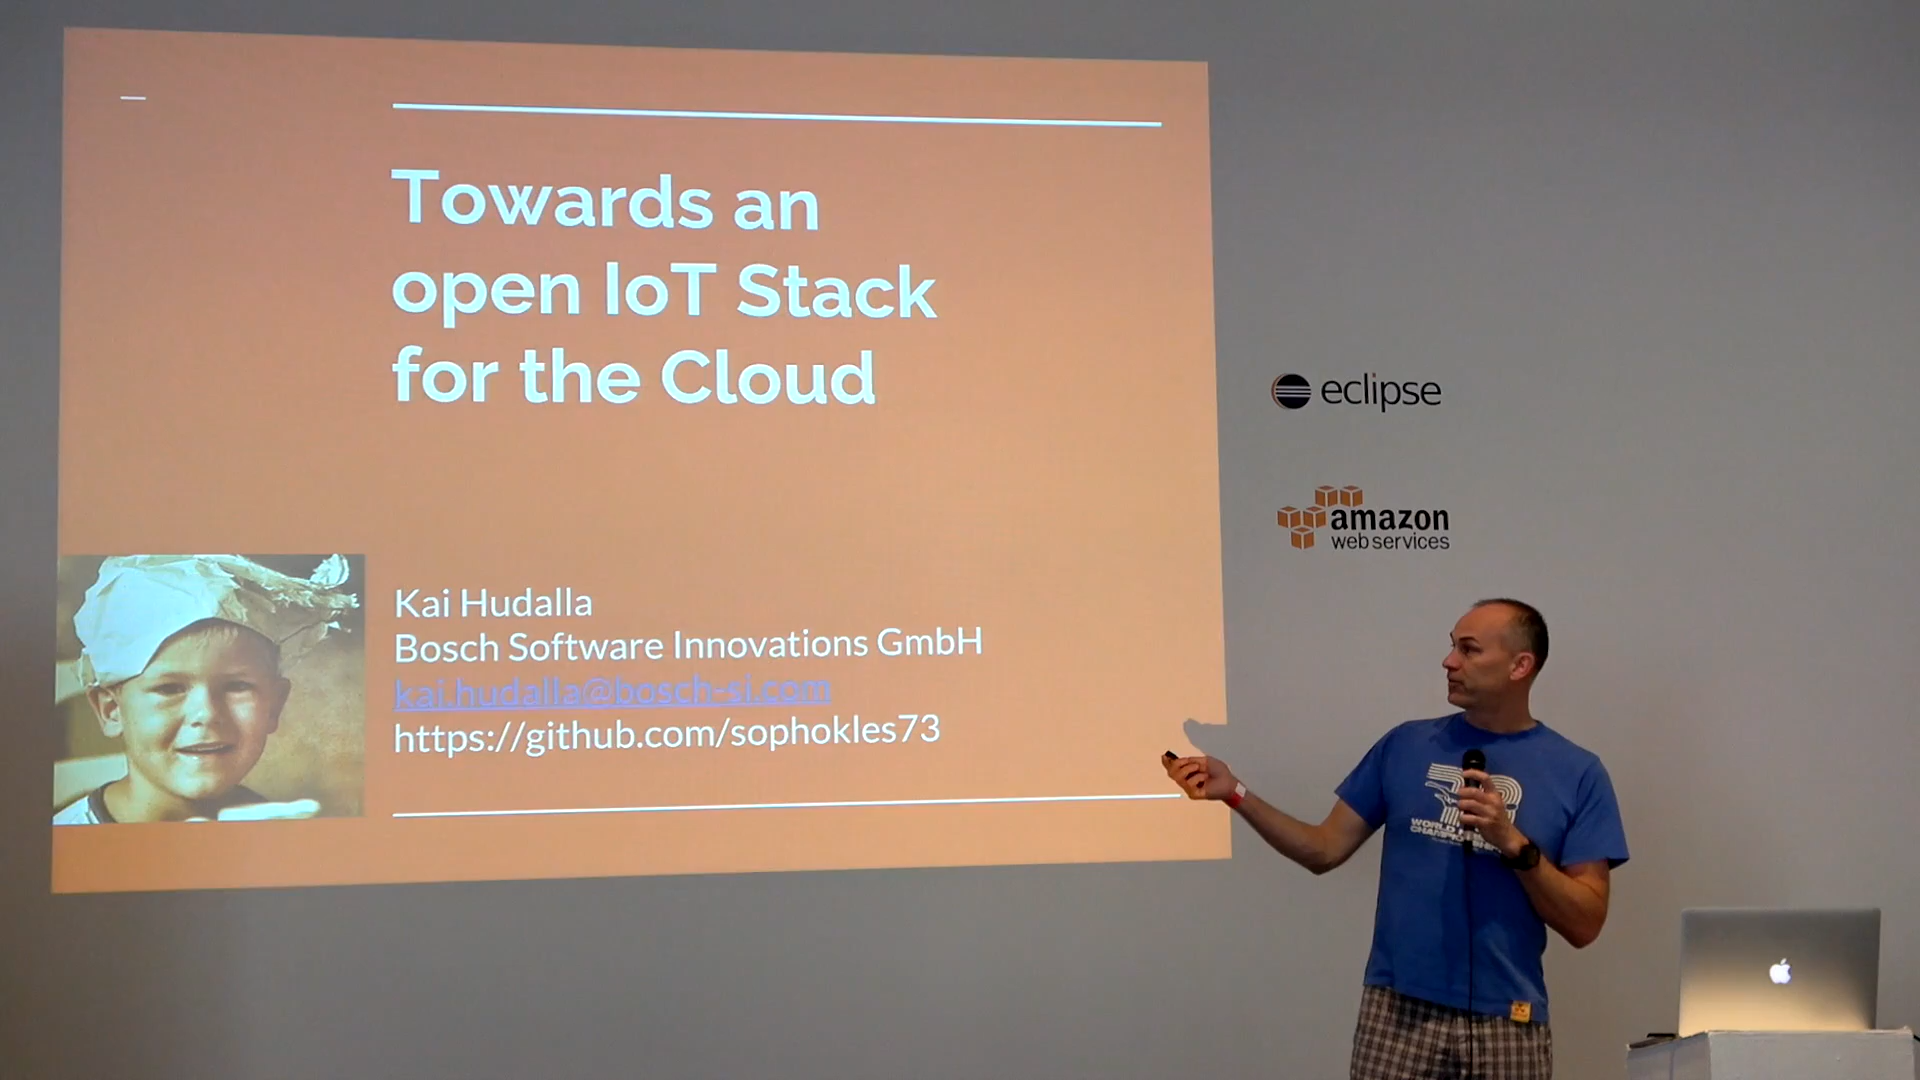 Towards an
open IoT Stack
for the Cloud
Kai Hudalla
Bosch Software Innovations GmbH
kai.hudalla@bosch-si.com
https://github.com/sophokles73
eclipse
amazon
web services
WORLD